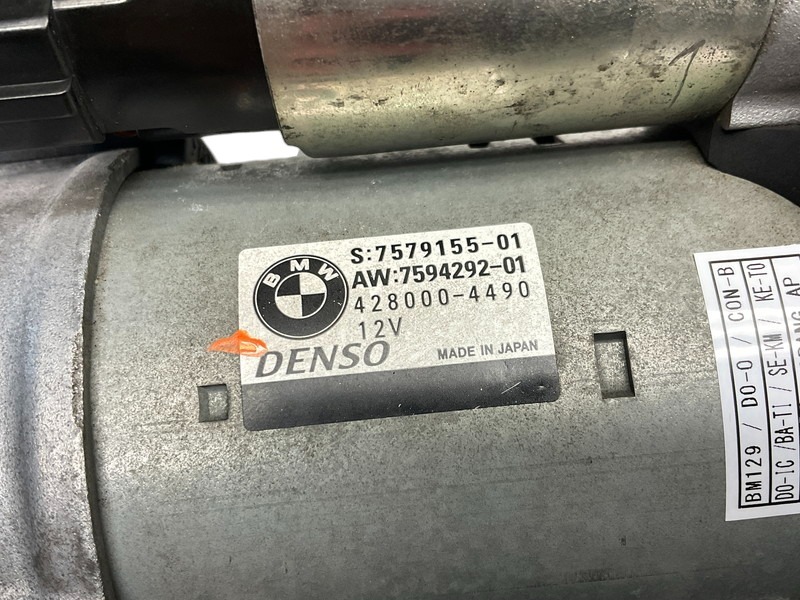 BMW
S:7579155-01
AW:7594292-01
428000-4490
12V
DENSO
MADE IN JAPAN
BM129 / DO-O / CON-B
DO-IC /BA-TI / SE-KM / KE-TO
AP